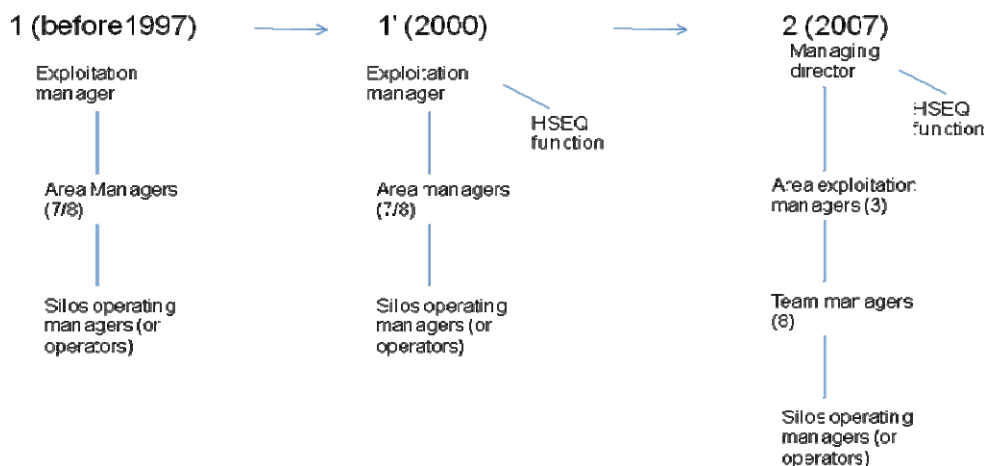 1 (before 1997)
1' (2000)
2 (2007)
Exploitation
manager
Exploitation
manager
HSEQ
function
Managing
director
HSEQ
function
Area Managers
(7/8)
Area managers
(7/8)
Area exploitation
managers (3)
Silos operating
managers (or
operators)
Silos operating
managers (or
operators)
Team managers
(8)
Silos operating
managers (or
operators)